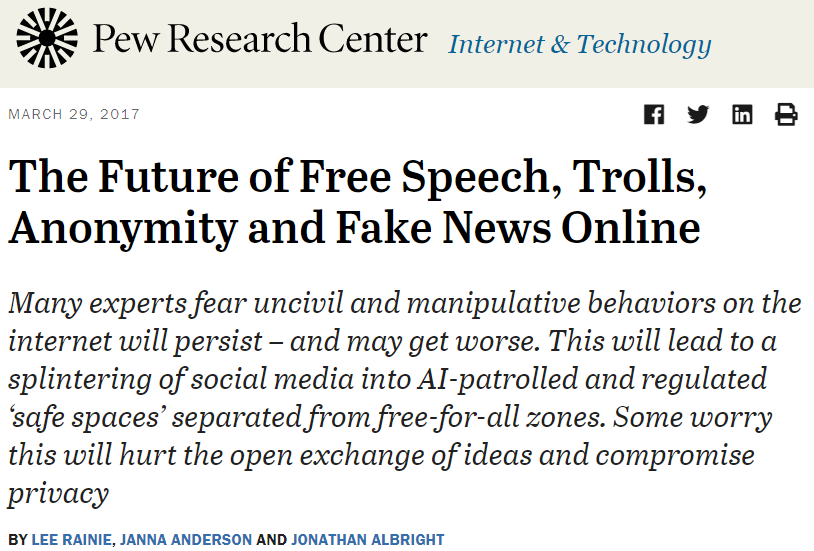 Pew Research Center Internet & Technology
MARCH 29, 2017
The Future of Free Speech, Trolls,
Anonymity and Fake News Online
Many experts fear uncivil and manipulative behaviors on the
internet will persist – and may get worse. This will lead to a
splintering of social media into AI-patrolled and regulated
‘safe spaces’ separated from free-for-all zones. Some worry
this will hurt the open exchange of ideas and compromise
privacy
BY LEE RAINIE, JANNA ANDERSON AND JONATHAN ALBRIGHT